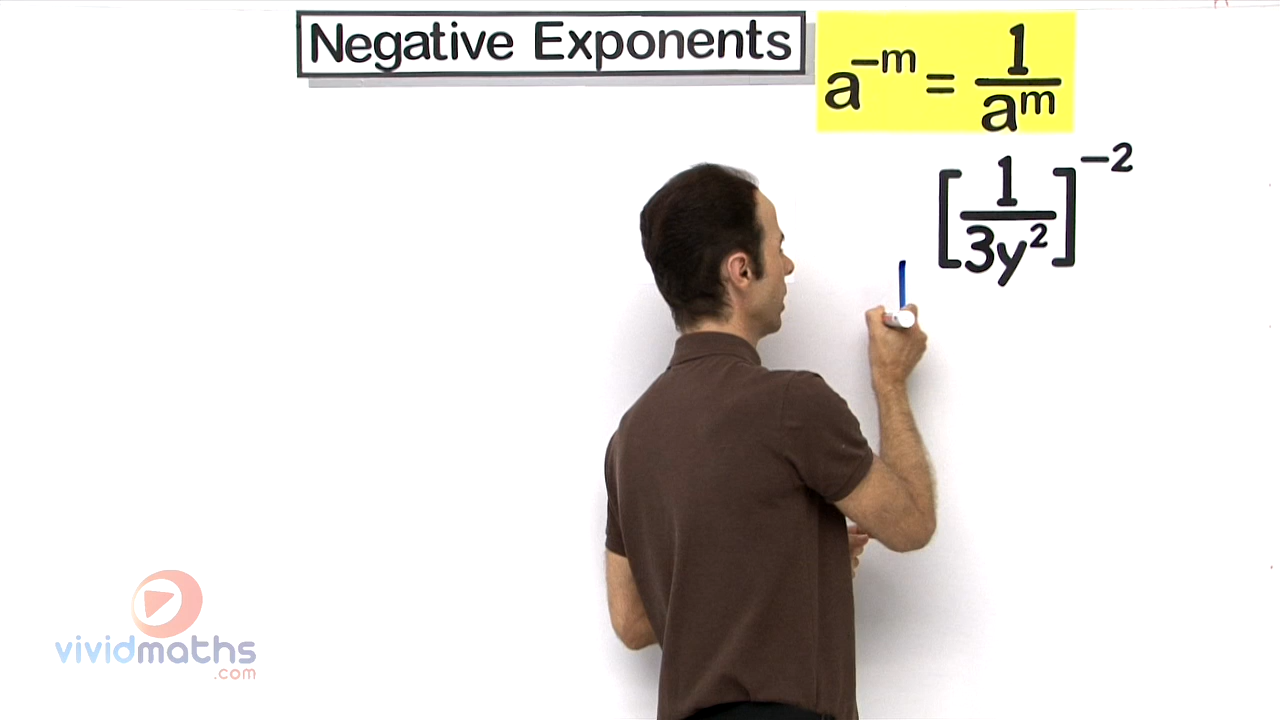 Negative Exponents
a⁻ᵐ = 1/aᵐ
[1/3y²]⁻²
vividmaths
.com